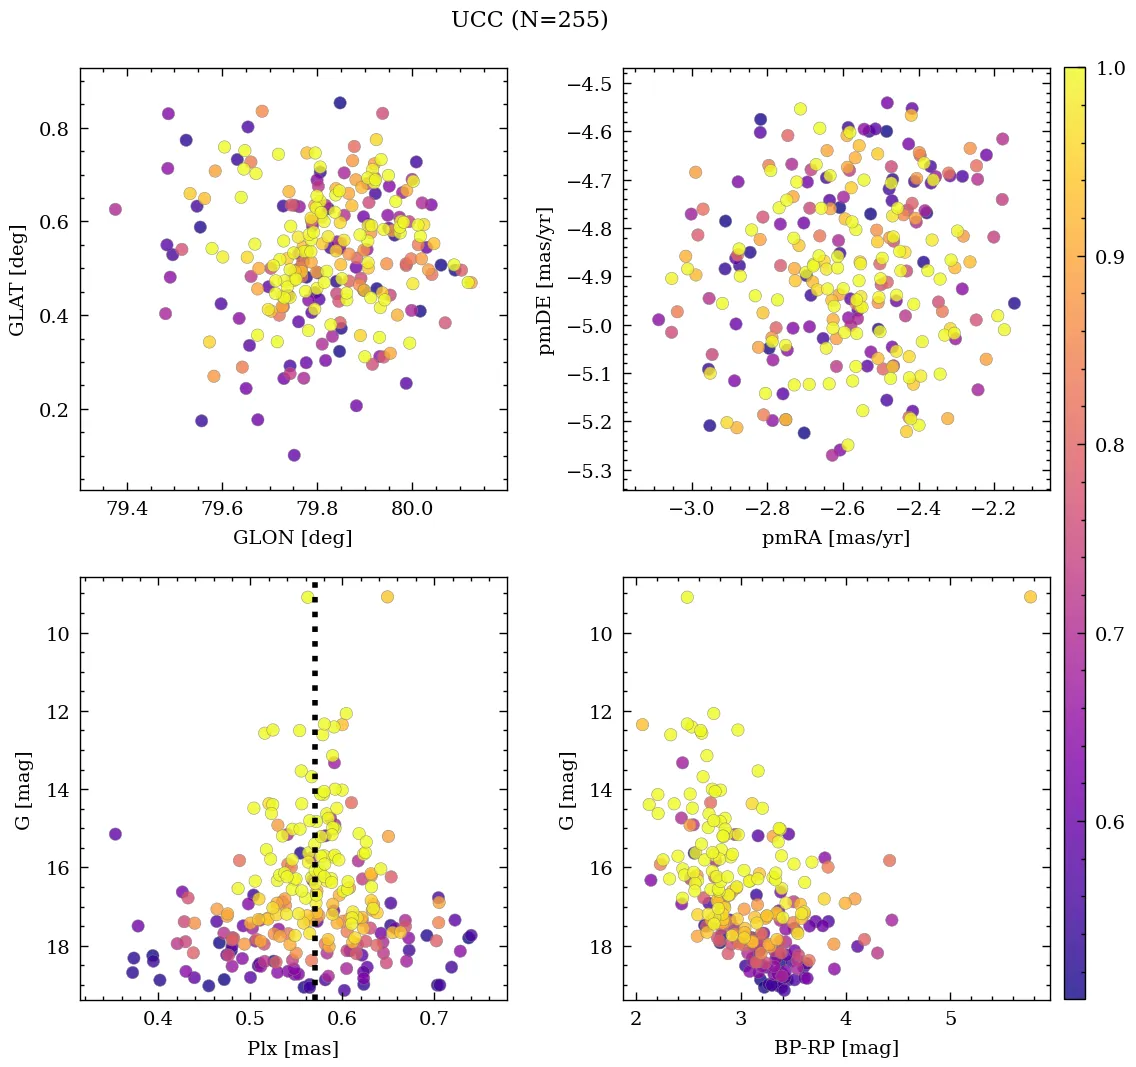 UCC (N=255)
0.8
0.6
0.4
0.2
GLAT [deg]
79.4 79.6 79.8 80.0
GLON [deg]
−4.5
−4.6
−4.7
−4.8
−4.9
−5.0
−5.1
−5.2
−5.3
pmDE [mas/yr]
−3.0 −2.8 −2.6 −2.4 −2.2
pmRA [mas/yr]
1.0
0.9
0.8
0.7
0.6
10
12
14
16
18
G [mag]
0.4 0.5 0.6 0.7
Plx [mas]
10
12
14
16
18
G [mag]
2 3 4 5
BP-RP [mag]